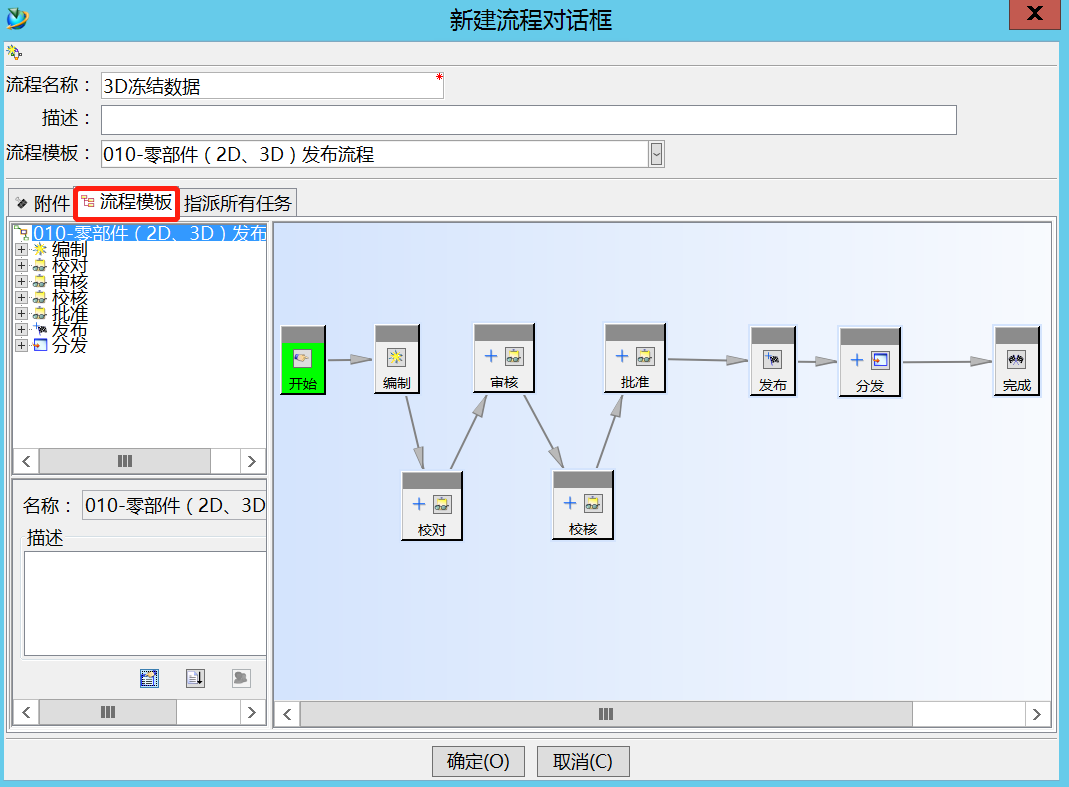 新建流程对话框
流程名称： 3D冻结数据 *
描述：
流程模板： 010-零部件（2D、3D）发布流程
附件 流程模板 指派所有任务
010-零部件（2D、3D）发布
编制
校对
审核
校核
批准
发布
分发
开始
编制
审核
批准
发布
分发
完成
校对
校核
名称： 010-零部件（2D、3D
描述
确定(O) 取消(C)